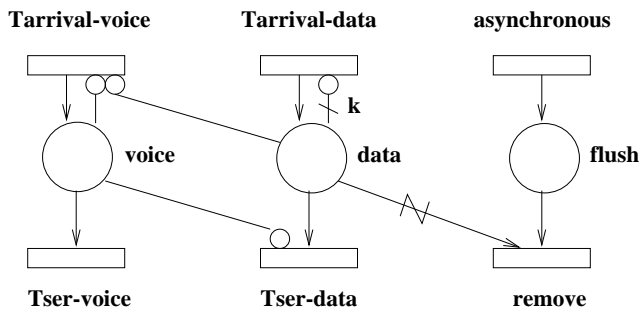 Tarrival-voice
Tarrival-data
asynchronous
k
voice
data
flush
Tser-voice
Tser-data
remove